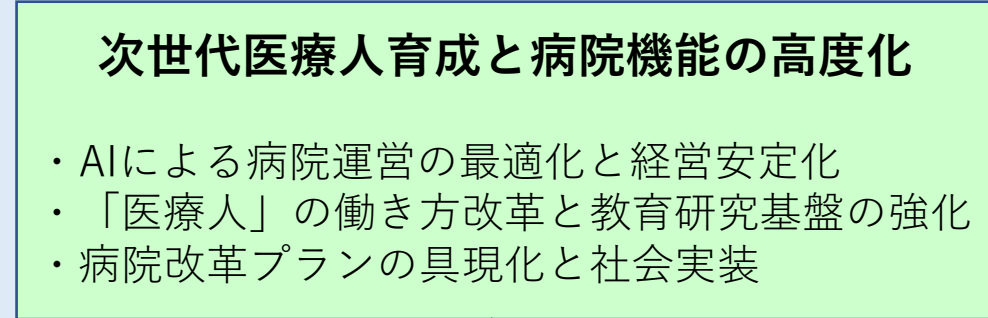 次世代医療人育成と病院機能の高度化
・AIによる病院運営の最適化と経営安定化
・「医療人」の働き方改革と教育研究基盤の強化
・病院改革プランの具現化と社会実装